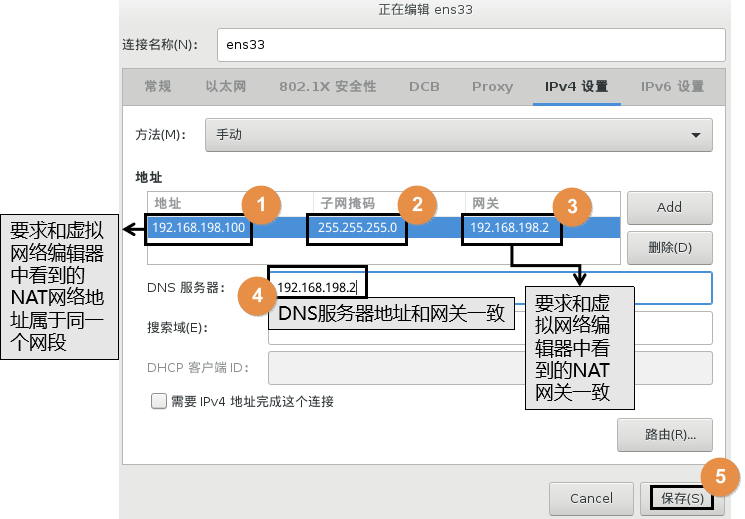 正在编辑 ens33
连接名称(N): ens33
常规 以太网 802.1X 安全性 DCB Proxy IPv4 设置 IPv6 设置
方法(M): 手动
地址
地址 1 子网掩码 2 网关 3
192.168.198.100 255.255.255.0 192.168.198.2
Add
删除(D)
要求和虚拟
网络编辑器
中看到的
NAT网络地
址属于同一
个网段
DNS 服务器: 192.168.198.2
4
DNS服务器地址和网关一致
搜索域(E):
要求和虚
拟网络编
辑器中看
到的NAT
网关一致
DHCP 客户端 ID:
需要 IPv4 地址完成这个连接
路由(R)...
5
Cancel 保存(S)